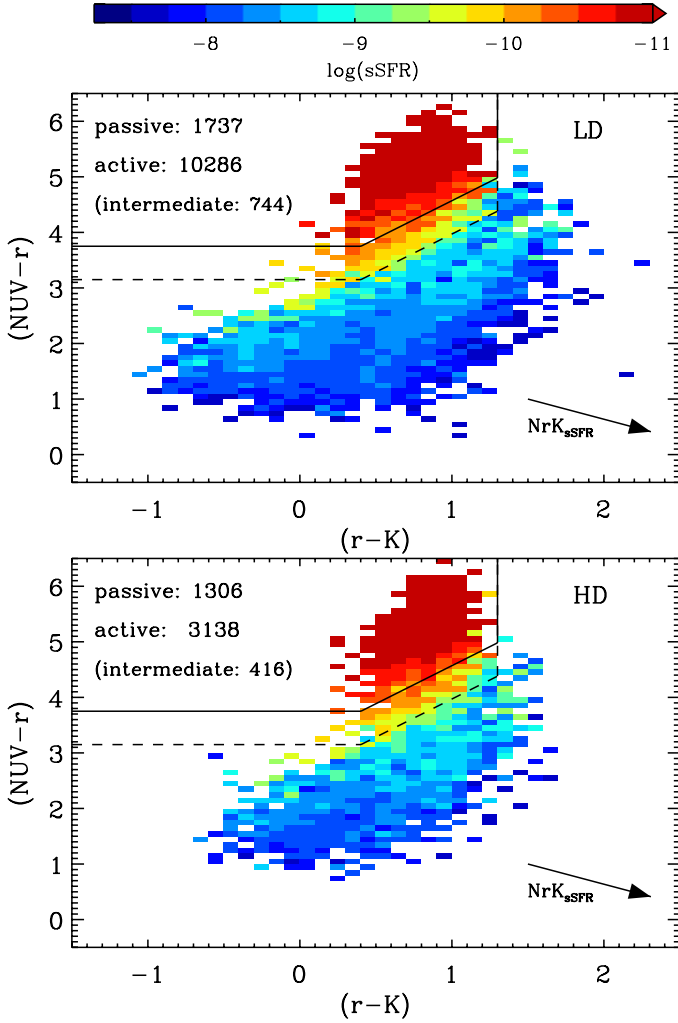 −8 −9 −10 −11
log(sSFR)
passive: 1737 LD
active: 10286
(intermediate: 744)
6
5
4
3
2
1
0
(NUV−r)
NrKsSFR
−1 0 1 2
(r−K)
passive: 1306 HD
active: 3138
(intermediate: 416)
6
5
4
3
2
1
0
(NUV−r)
NrKsSFR
−1 0 1 2
(r−K)